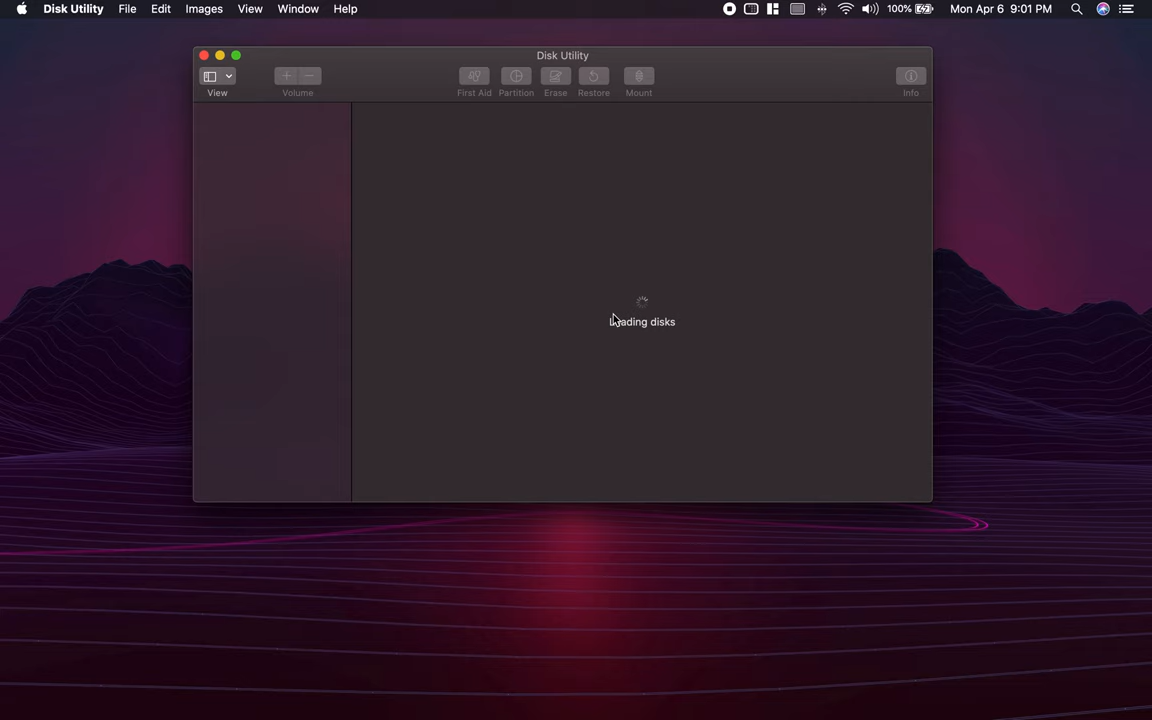 Disk Utility File Edit Images View Window Help 100% Mon Apr 6 9:01 PM
Disk Utility
View Volume First Aid Partition Erase Restore Mount Info
Loading disks